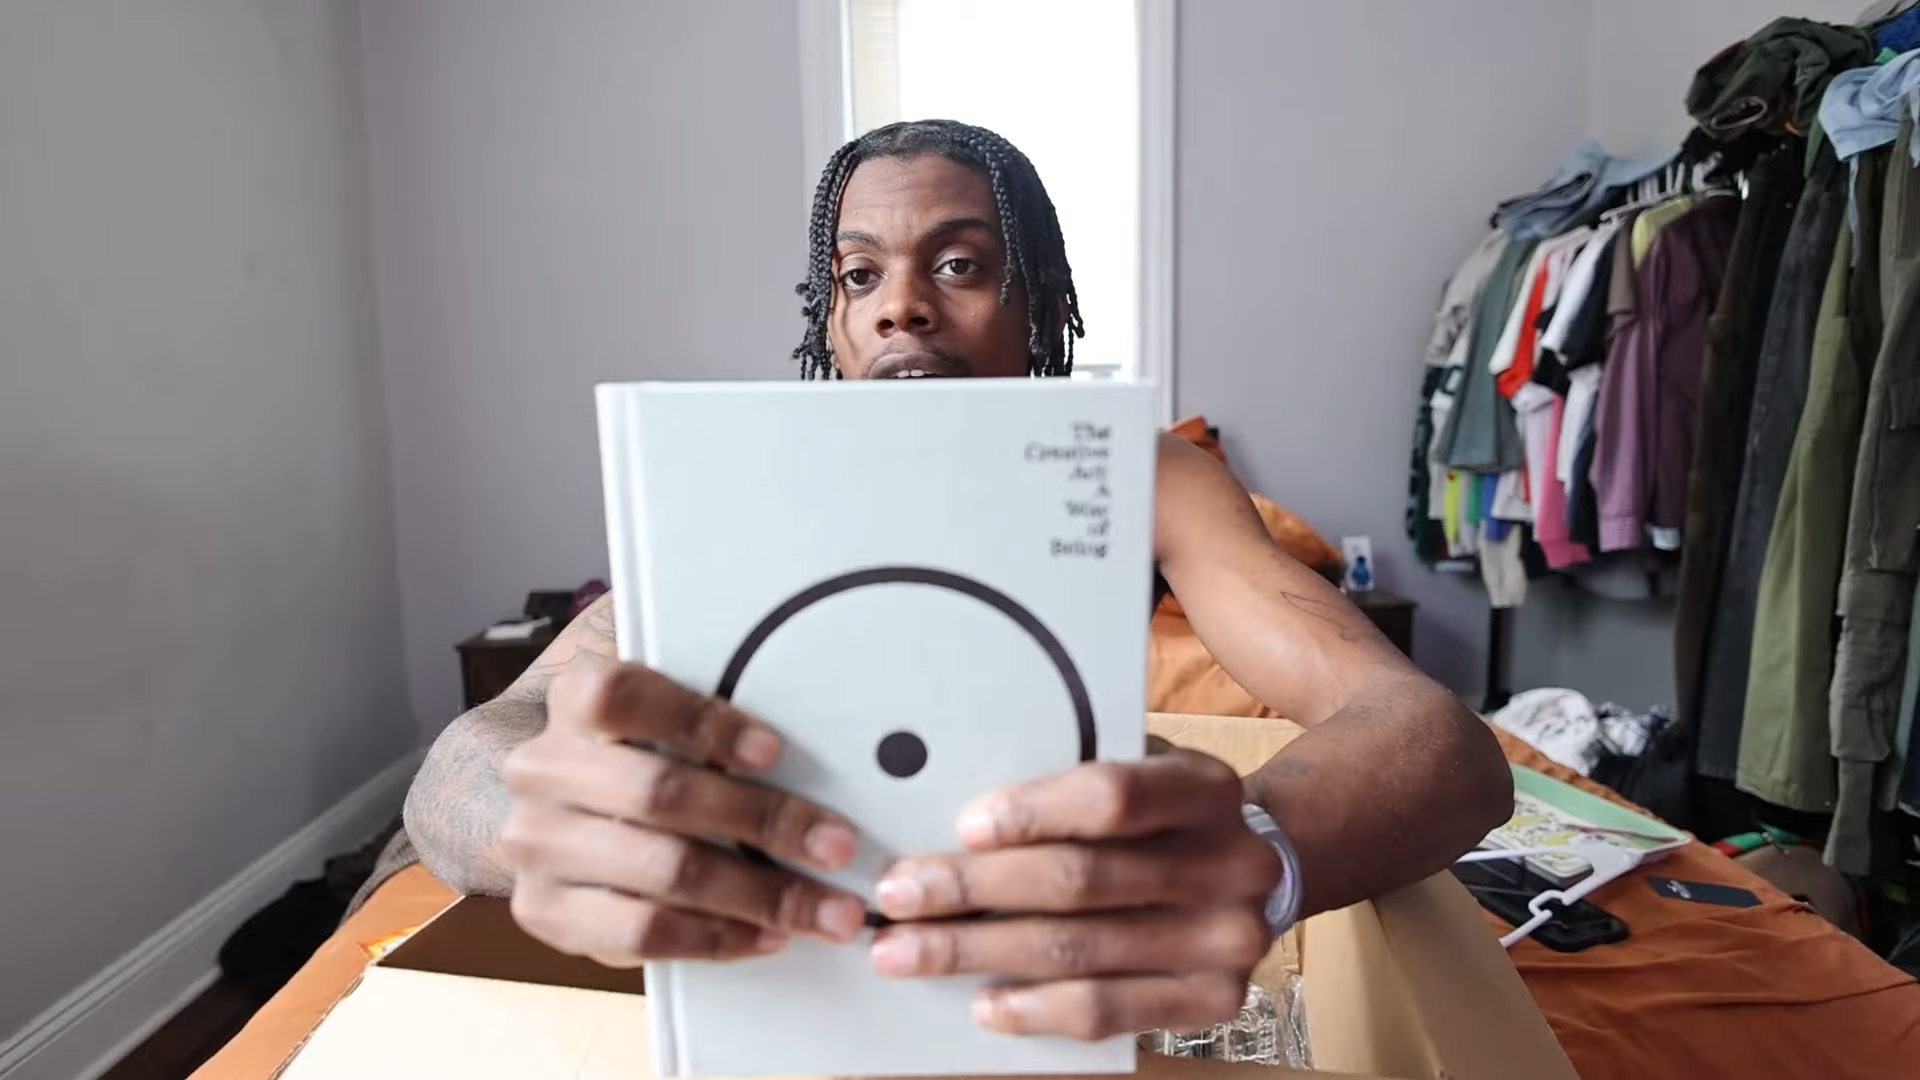 The
Creative
Act:
A
Way
of
Being